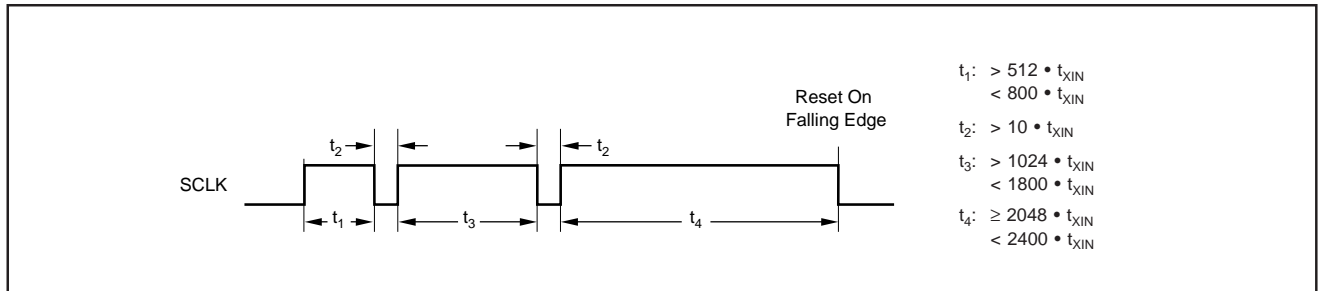 t1: > 512 • tXIN
< 800 • tXIN
Reset On
Falling Edge
t2: > 10 • tXIN
t2
t2
t3: > 1024 • tXIN
< 1800 • tXIN
SCLK
t1
t3
t4
t4: ≥ 2048 • tXIN
< 2400 • tXIN